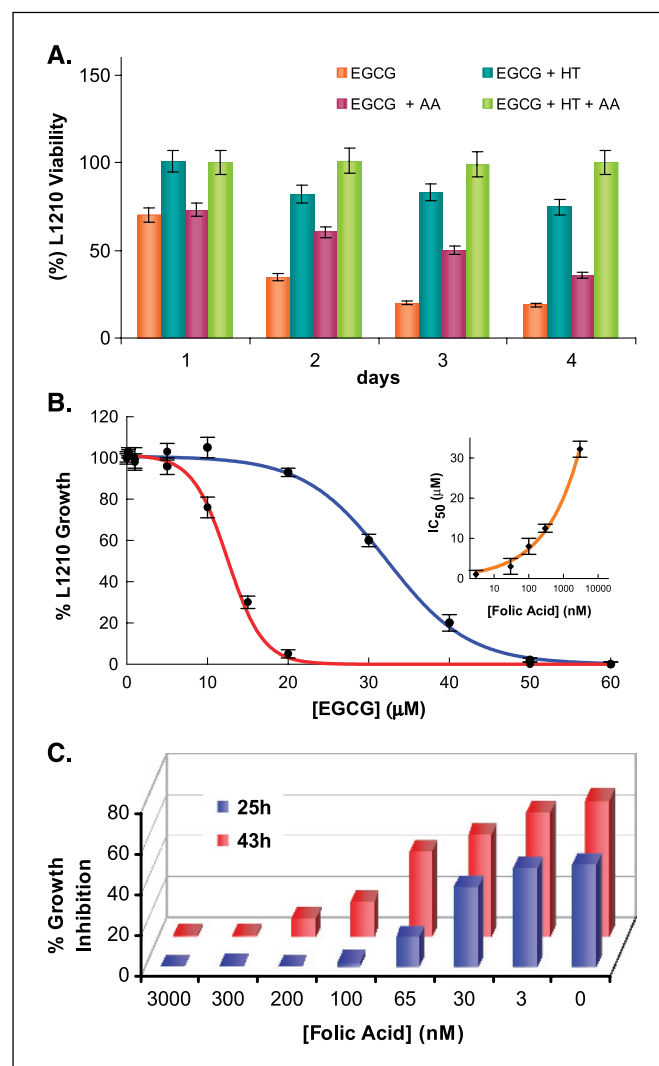 A.
EGCG
EGCG + HT
EGCG + AA
EGCG + HT + AA
(%) L1210 Viability
150
100
50
0
1 2 3 4
days
B.
% L1210 Growth
120
100
80
60
40
20
0
0 10 20 30 40 50 60
[EGCG] (μM)
IC50 (μM)
30
20
10
0
10 100 1000 10000
[Folic Acid] (nM)
C.
25h
43h
% Growth
Inhibition
80
60
40
20
0
3000 300 200 100 65 30 3 0
[Folic Acid] (nM)